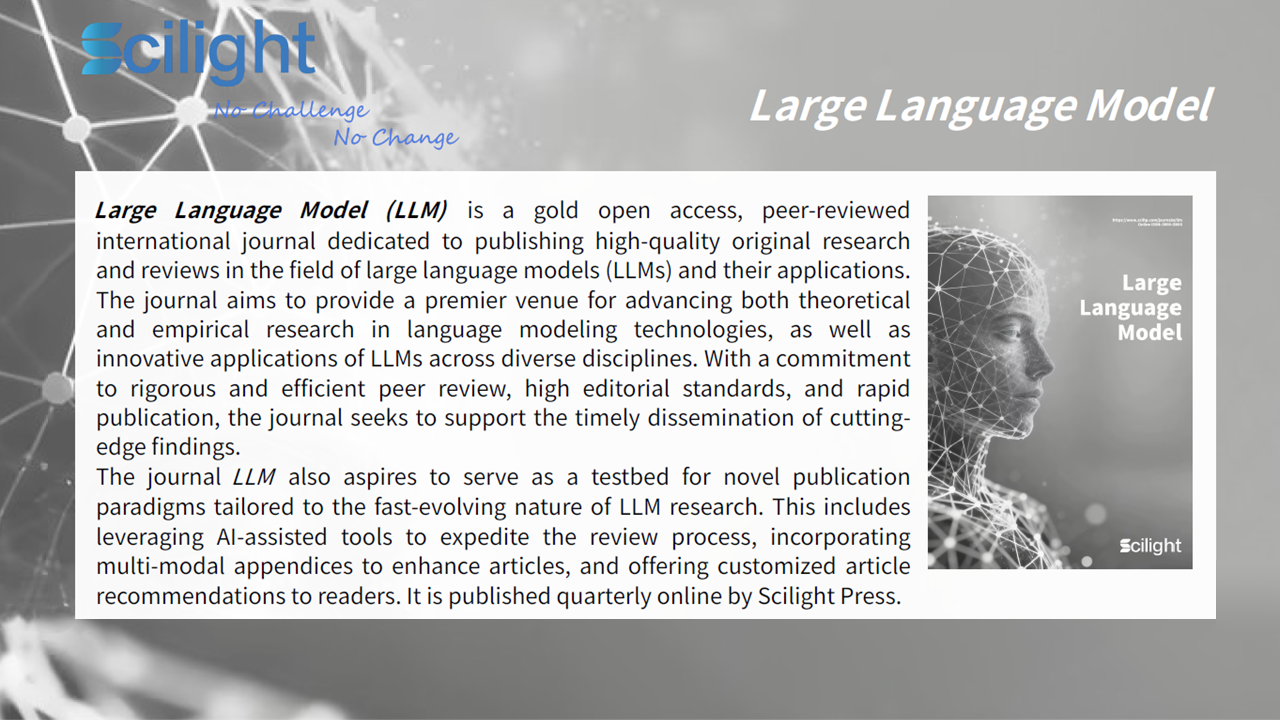 Scilight
No Challenge
No Change
Large Language Model
Large Language Model (LLM) is a gold open access, peer-reviewed
international journal dedicated to publishing high-quality original research
and reviews in the field of large language models (LLMs) and their applications.
The journal aims to provide a premier venue for advancing both theoretical
and empirical research in language modeling technologies, as well as
innovative applications of LLMs across diverse disciplines. With a commitment
to rigorous and efficient peer review, high editorial standards, and rapid
publication, the journal seeks to support the timely dissemination of cutting-
edge findings.
The journal LLM also aspires to serve as a testbed for novel publication
paradigms tailored to the fast-evolving nature of LLM research. This includes
leveraging AI-assisted tools to expedite the review process, incorporating
multi-modal appendices to enhance articles, and offering customized article
recommendations to readers. It is published quarterly online by Scilight Press.
Large
Language
Model
Scilight